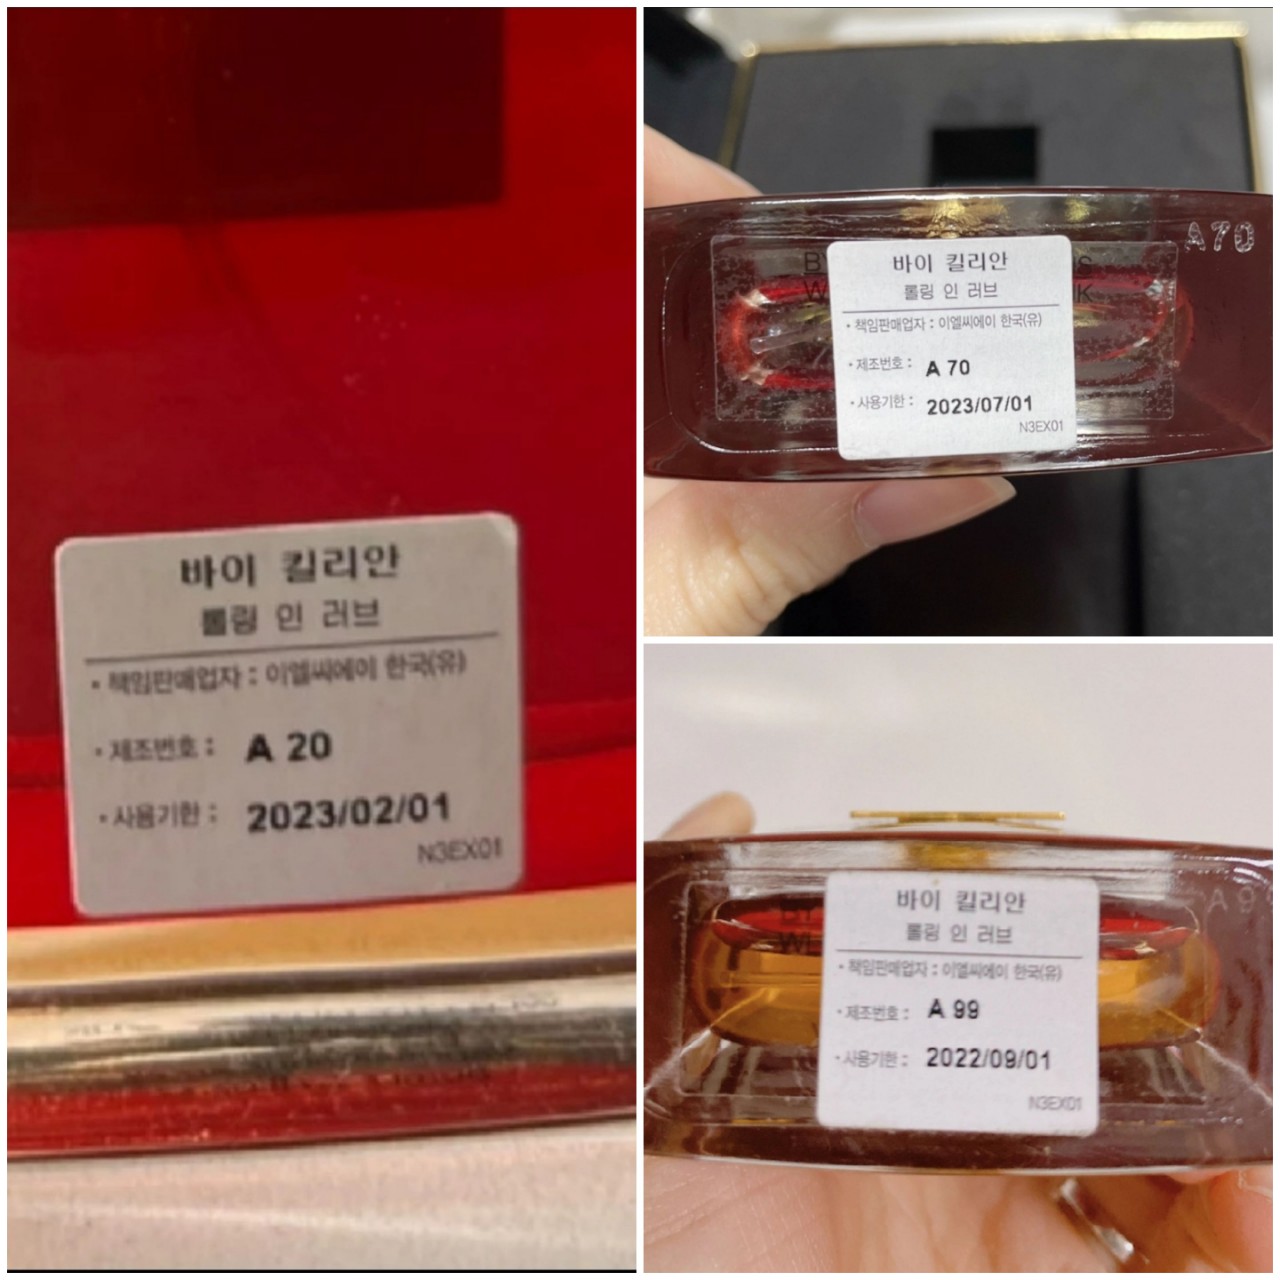 바이 킬리안
롤링 인 러브
• 책임판매업자 : 이엘씨에이 한국(유)
• 제조번호 : A 20
• 사용기한 : 2023/02/01
N3EX01
A70
바이 킬리안
롤링 인 러브
• 책임판매업자 : 이엘씨에이 한국(유)
• 제조번호 : A 70
• 사용기한 : 2023/07/01
N3EX01
바이 킬리안
롤링 인 러브
• 책임판매업자 : 이엘씨에이 한국(유)
• 제조번호 : A 99
• 사용기한 : 2022/09/01
N3EX01